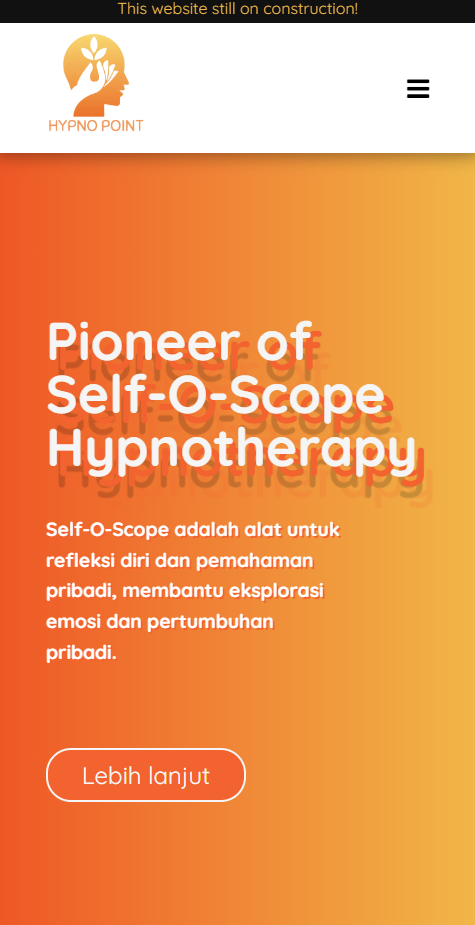 This website still on construction!
HYPNO POINT
Pioneer of
Self-O-Scope
Hypnotherapy
Self-O-Scope adalah alat untuk
refleksi diri dan pemahaman
pribadi, membantu eksplorasi
emosi dan pertumbuhan
pribadi.
Lebih lanjut